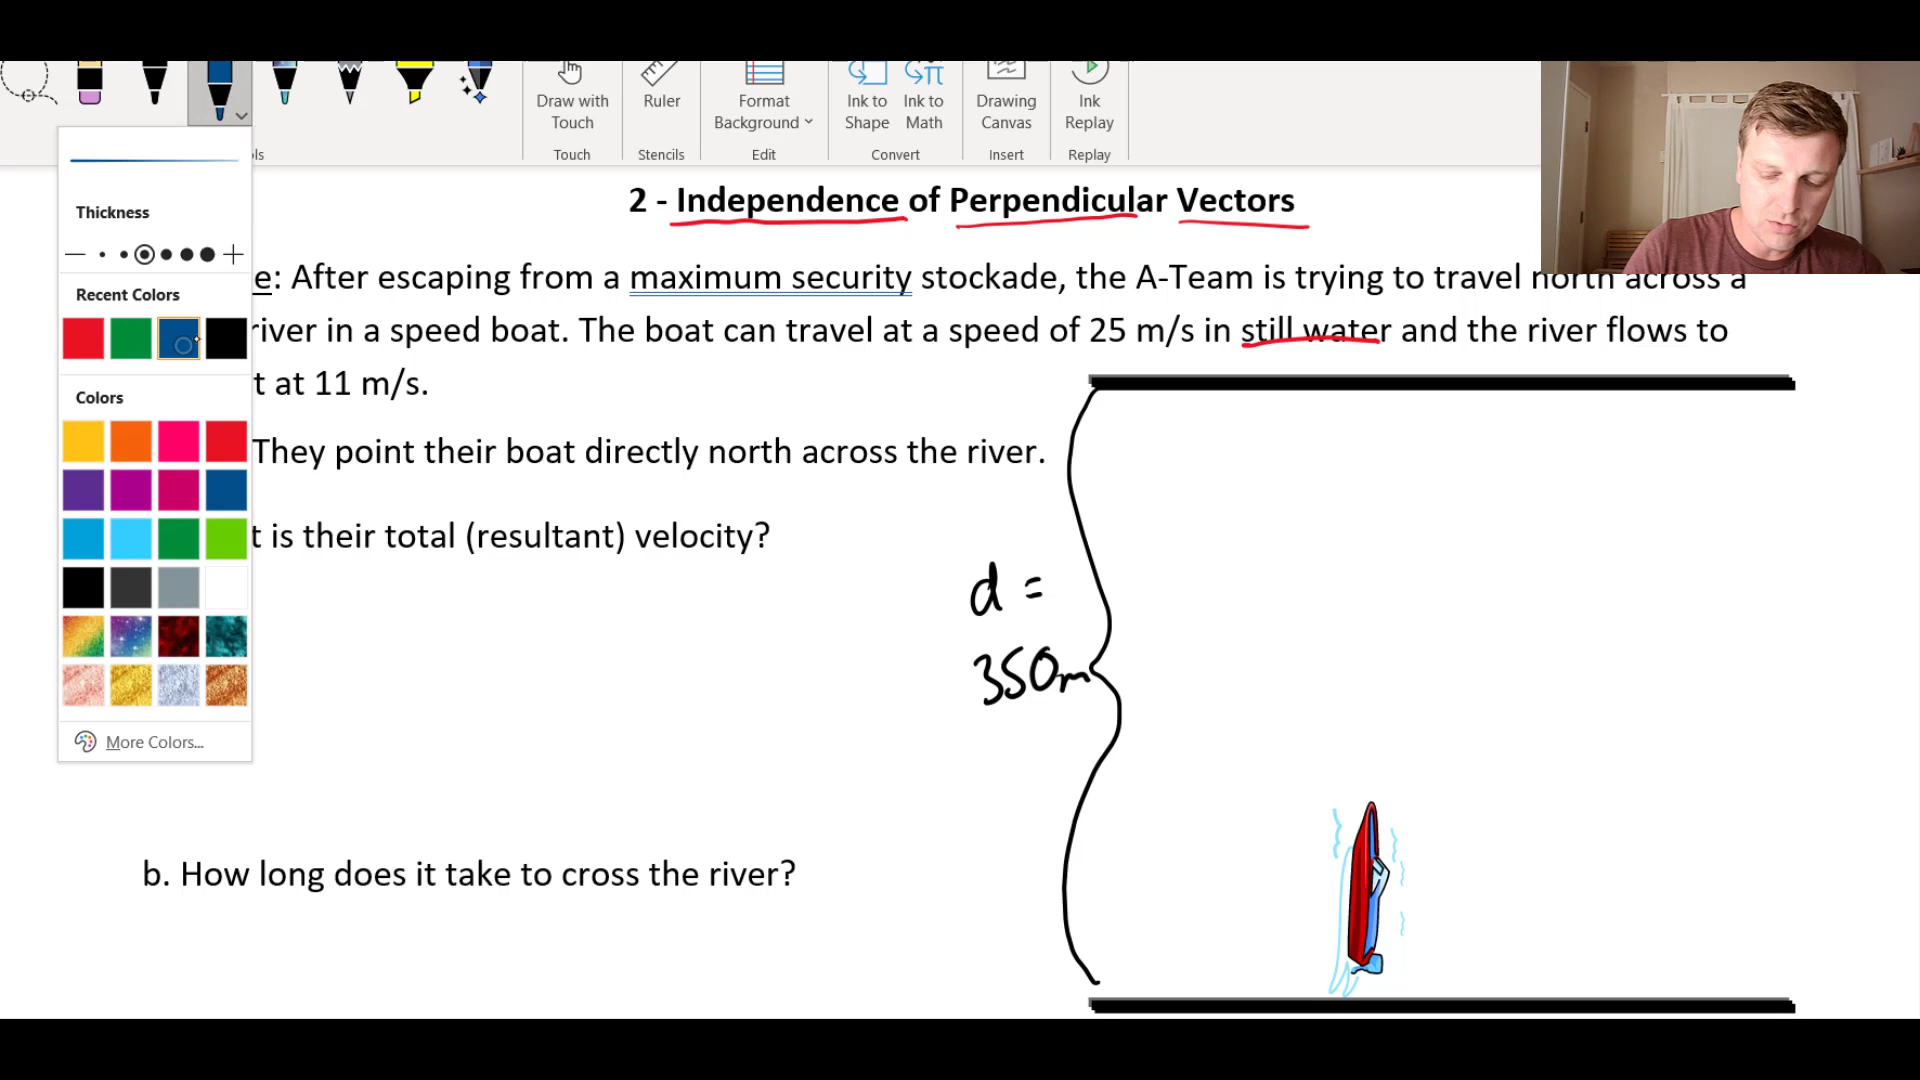 Draw with Touch
Ruler
Format Background
Ink to Shape
Ink to Math
Drawing Canvas
Ink Replay
ls
Touch
Stencils
Edit
Convert
Insert
Replay
Thickness
Recent Colors
Colors
More Colors...
2 - Independence of Perpendicular Vectors
e: After escaping from a maximum security stockade, the A-Team is trying to travel north across a
river in a speed boat. The boat can travel at a speed of 25 m/s in still water and the river flows to
t at 11 m/s.
They point their boat directly north across the river.
t is their total (resultant) velocity?
d =
350m
b. How long does it take to cross the river?